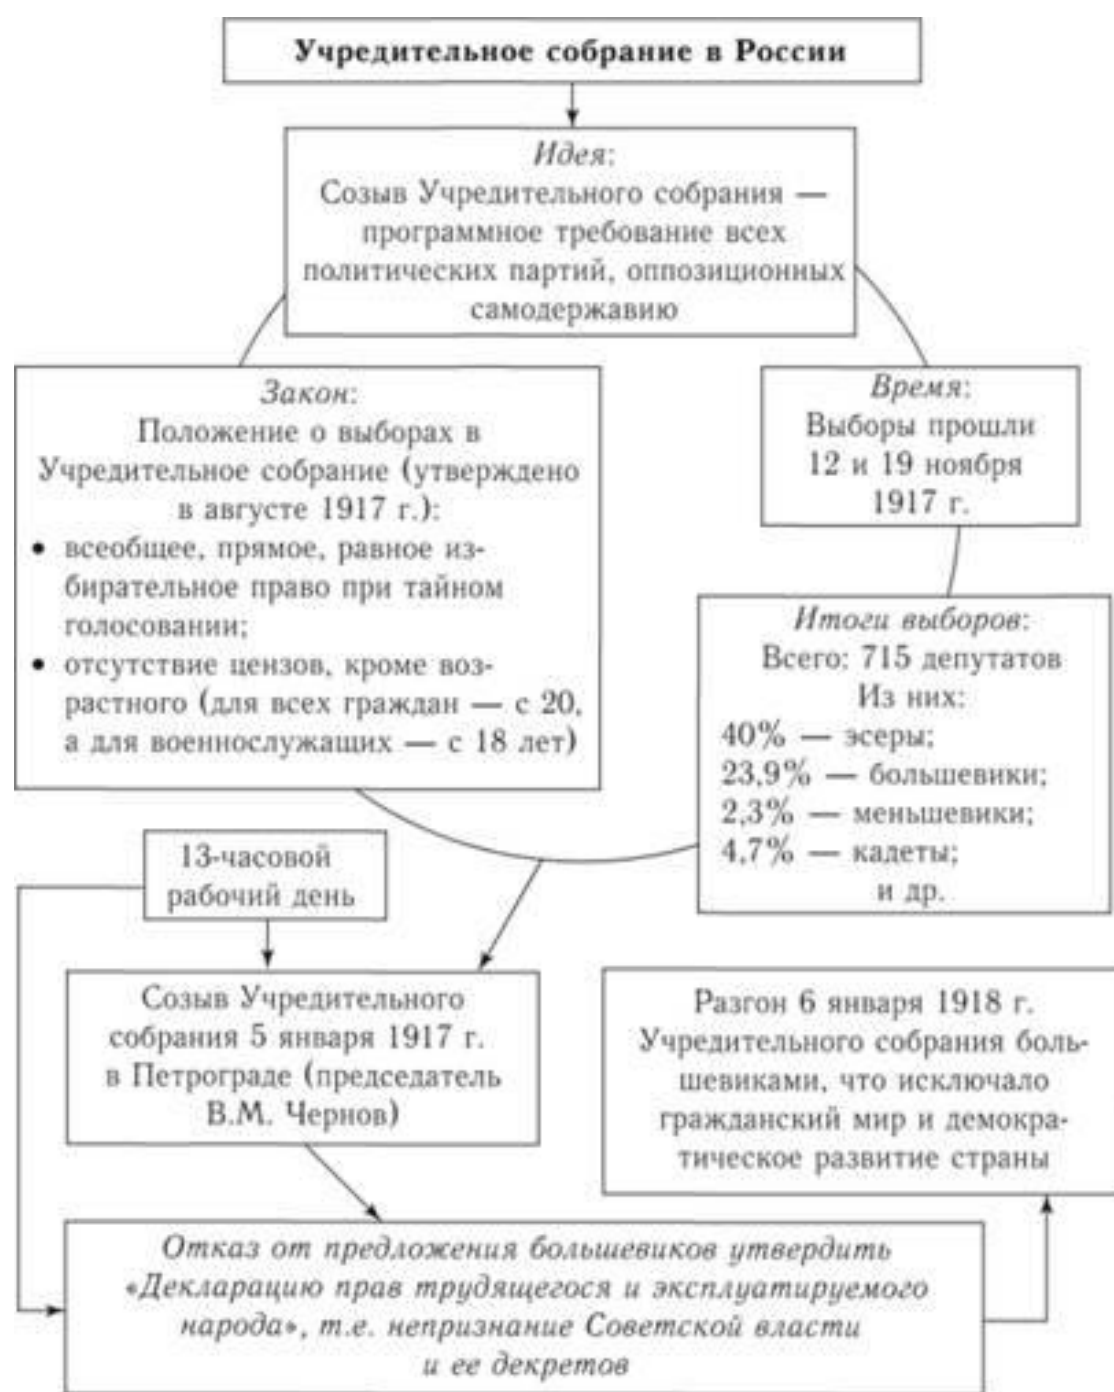 Учредительное собрание в России
Идея:
Созыв Учредительного собрания —
программное требование всех
политических партий, оппозиционных
самодержавию
Закон:
Положение о выборах в
Учредительное собрание (утверждено
в августе 1917 г.):
• всеобщее, прямое, равное из-
бирательное право при тайном
голосовании;
• отсутствие цензов, кроме воз-
растного (для всех граждан — с 20,
а для военнослужащих — с 18 лет)
Время:
Выборы прошли
12 и 19 ноября
1917 г.
Итоги выборов:
Всего: 715 депутатов
Из них:
40% — эсеры;
23,9% — большевики;
2,3% — меньшевики;
4,7% — кадеты;
и др.
13-часовой
рабочий день
Созыв Учредительного
собрания 5 января 1917 г.
в Петрограде (председатель
В.М. Чернов)
Разгон 6 января 1918 г.
Учредительного собрания боль-
шевиками, что исключало
гражданский мир и демокра-
тическое развитие страны
Отказ от предложения большевиков утвердить
«Декларацию прав трудящегося и эксплуатируемого
народа», т.е. непризнание Советской власти
и ее декретов